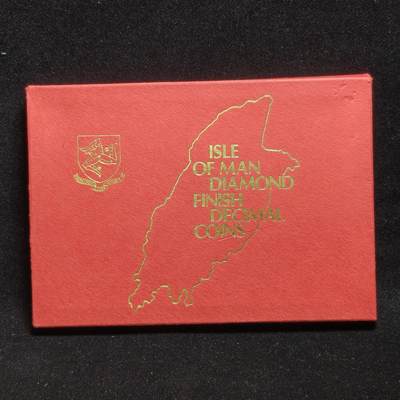 ISLE
OF MAN
DIAMOND
FINISH
DECIMAL
COINS